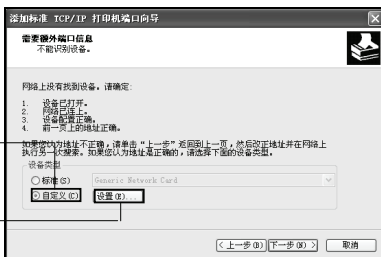 添加标准 TCP/IP 打印机端口向导
需要额外端口信息
不能识别设备。
网络上没有找到设备。请确定:
1. 设备已打开。
2. 网络已连上。
3. 设备配置正确。
4. 前一页上的地址正确。
如果您认为地址不正确,请单击“上一步”返回到上一页,然后改正地址并在网络上
执行另一次搜索。如果您认为地址是正确的,请选择下面的设备类型。
设备类型
标准(S) Generic Network Card
自定义(C) 设置(E)...
< 上一步(B) 下一步(N) > 取消